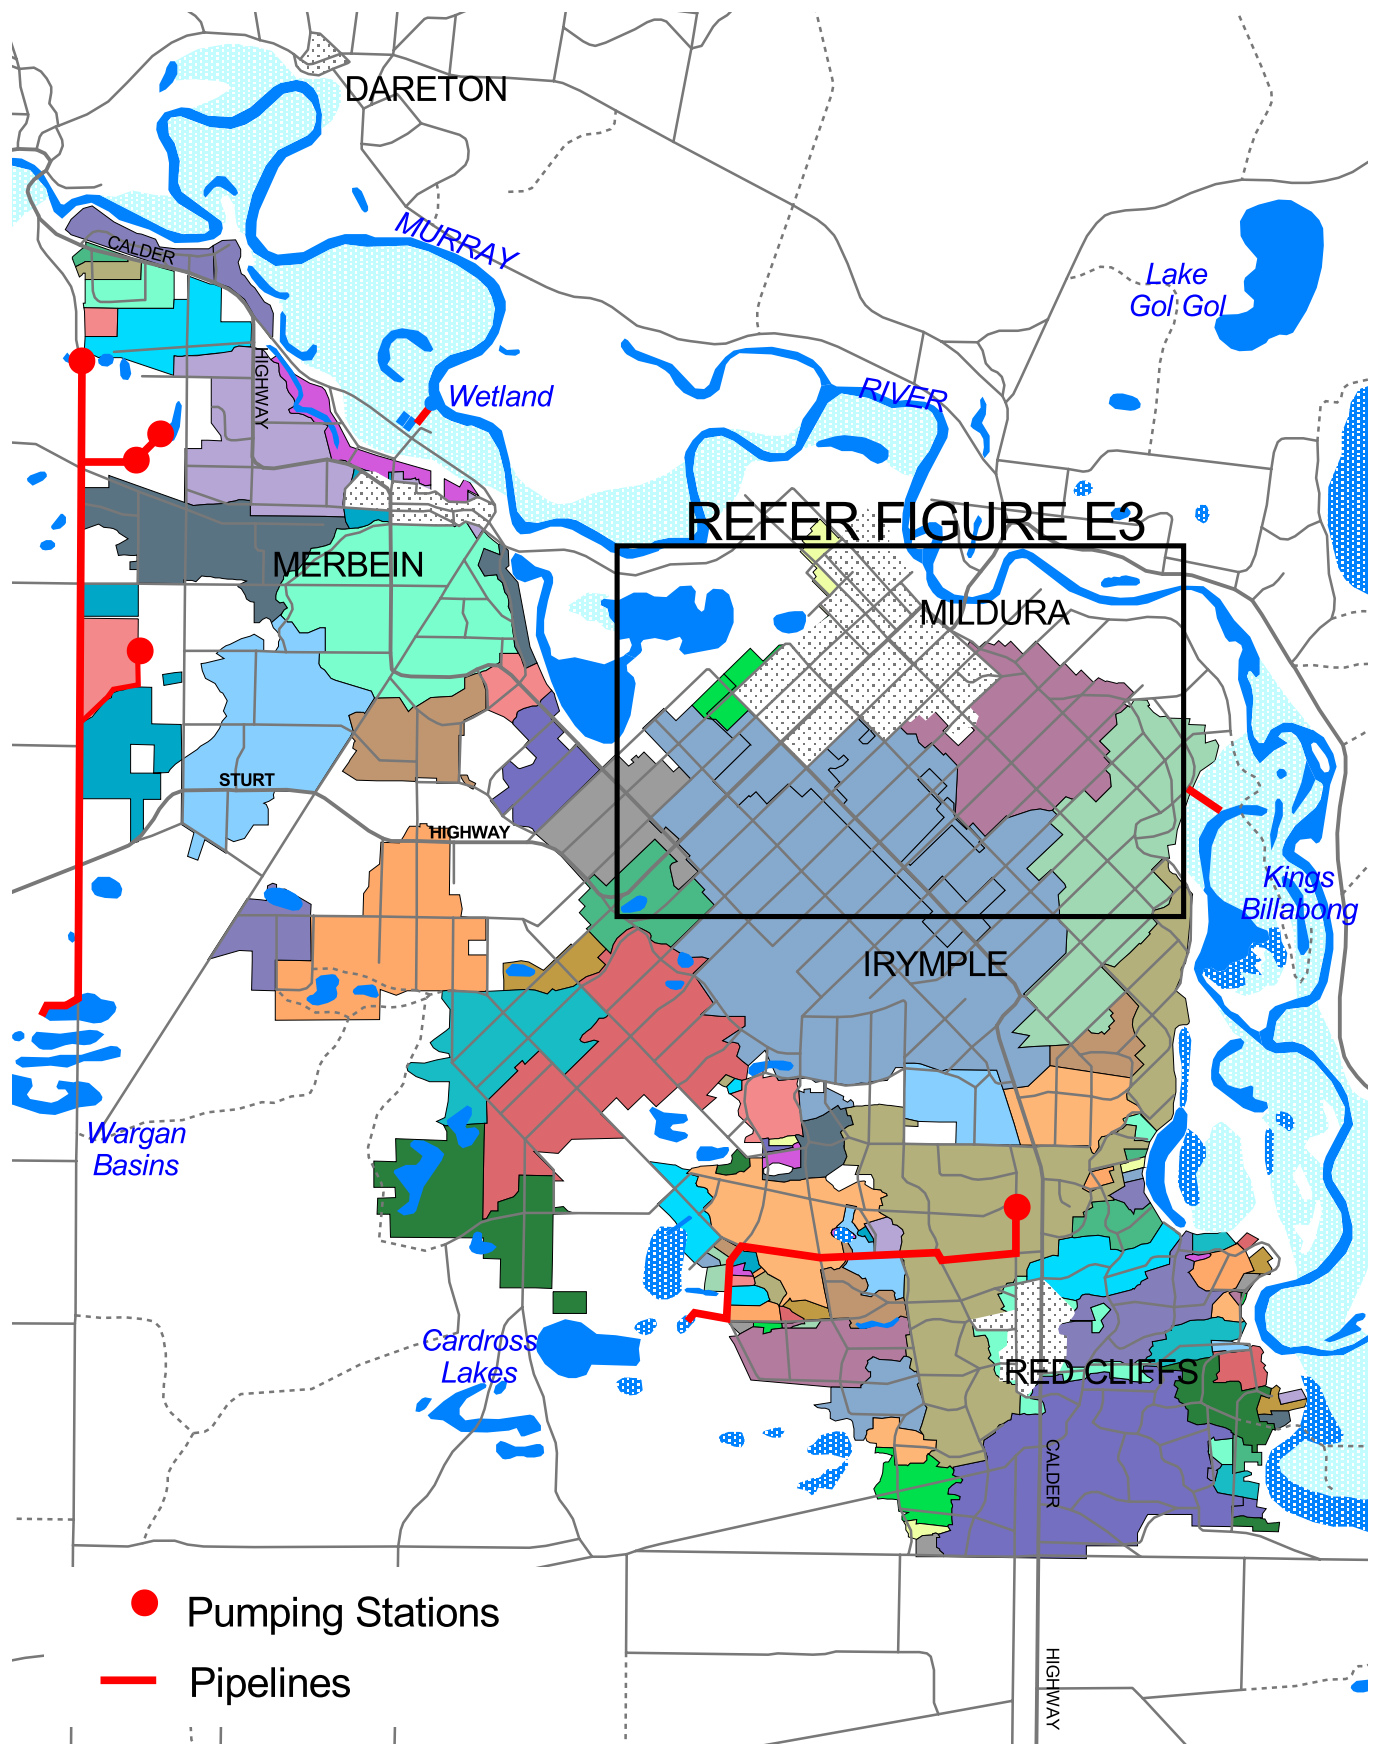 DARETON
MURRAY
CALDER
Lake
Gol Gol
HIGHWAY
Wetland
RIVER
REFER FIGURE E3
MERBEIN
MILDURA
STURT
HIGHWAY
Kings
Billabong
IRYMPLE
Wargan
Basins
Cardross
Lakes
RED CLIFFS
CALDER
Pumping Stations
Pipelines
HIGHWAY